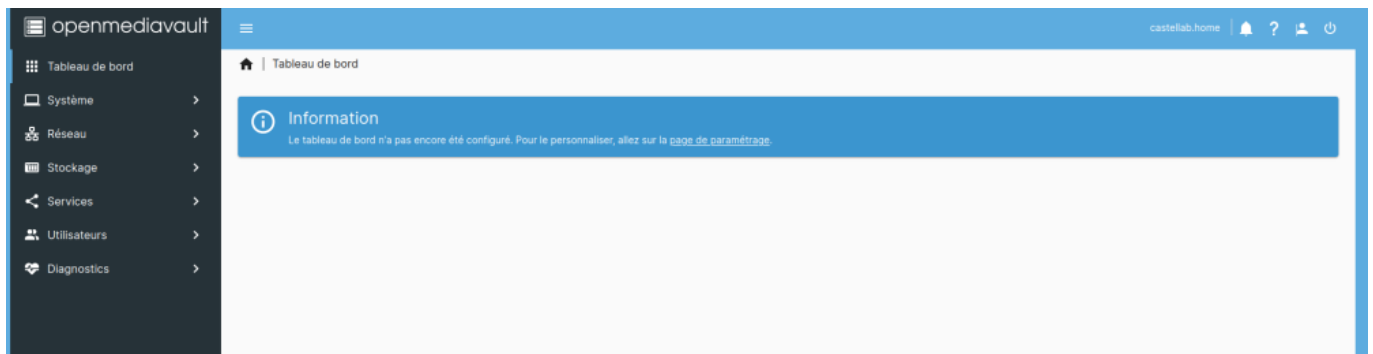 openmediavault
castellab.home
?
Tableau de bord
Tableau de bord
Système
Réseau
Stockage
Services
Utilisateurs
Diagnostics
Information
Le tableau de bord n'a pas encore été configuré. Pour le personnaliser, allez sur la page de paramétrage.